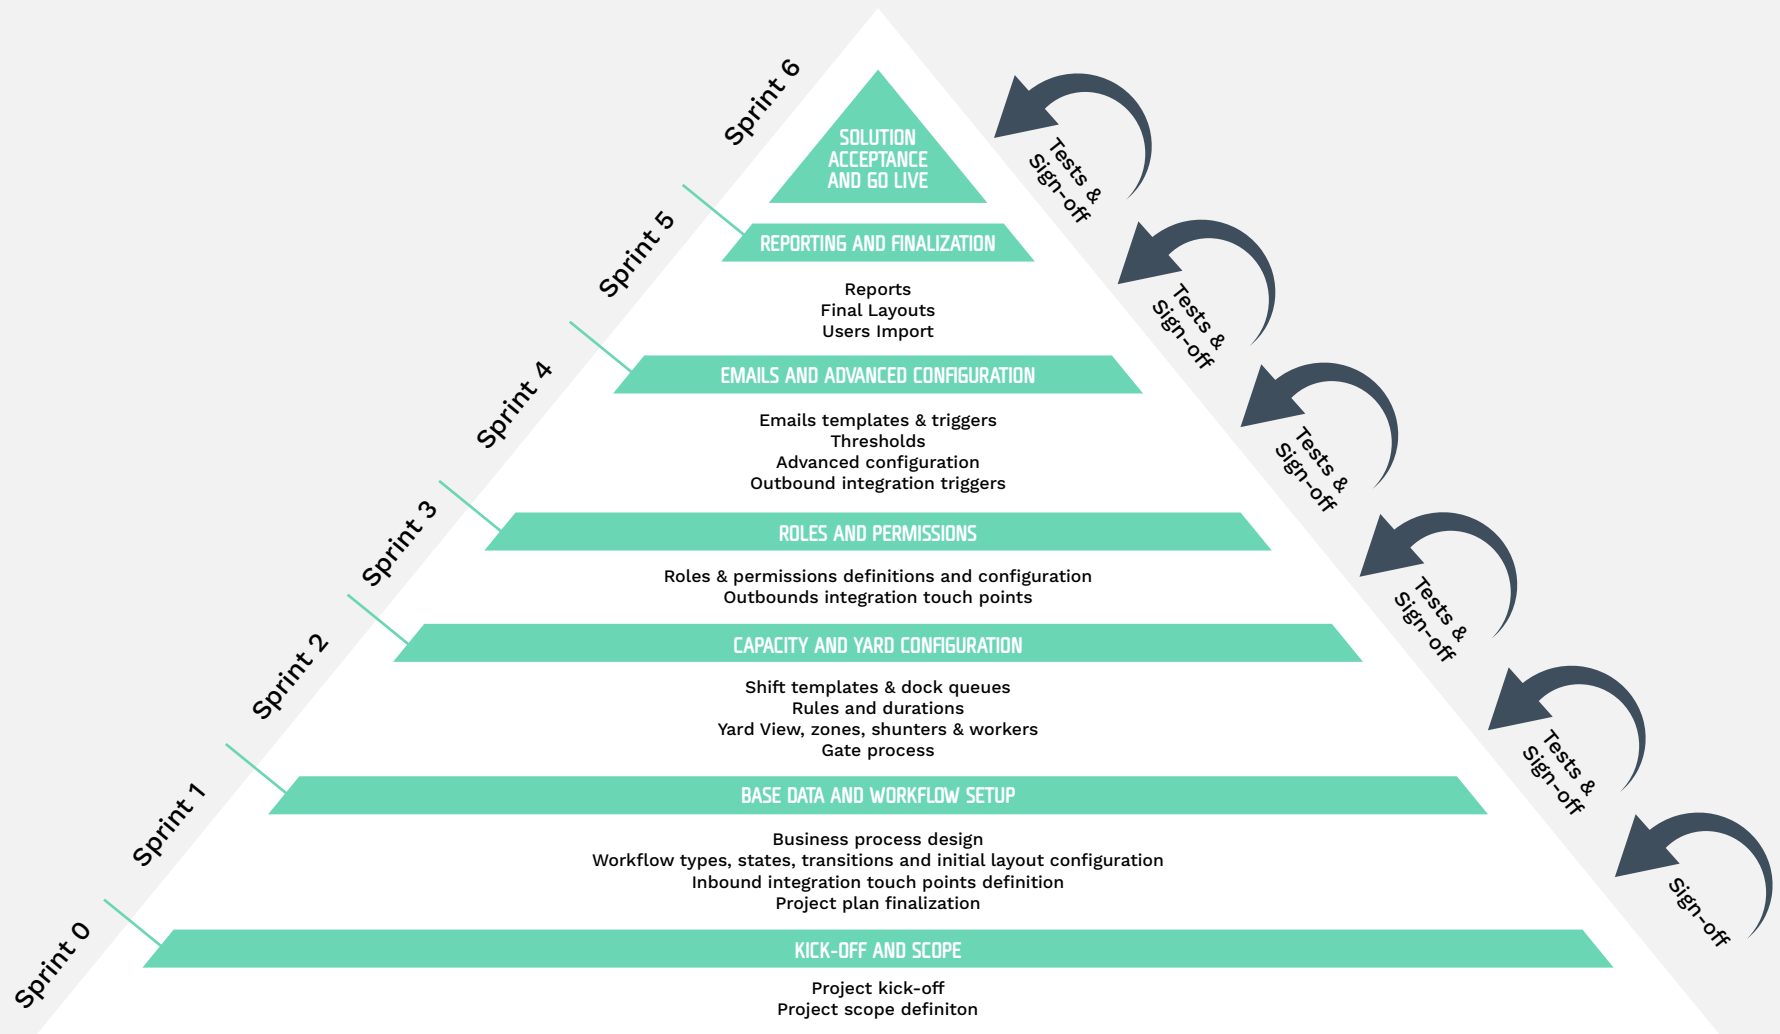 Sprint 6
SOLUTION
ACCEPTANCE
AND GO LIVE
Tests &
Sign-off
Sprint 5
REPORTING AND FINALIZATION
Reports
Final Layouts
Users Import
Tests &
Sign-off
Sprint 4
EMAILS AND ADVANCED CONFIGURATION
Emails templates & triggers
Thresholds
Advanced configuration
Outbound integration triggers
Tests &
Sign-off
Sprint 3
ROLES AND PERMISSIONS
Roles & permissions definitions and configuration
Outbounds integration touch points
Tests &
Sign-off
Sprint 2
CAPACITY AND YARD CONFIGURATION
Shift templates & dock queues
Rules and durations
Yard View, zones, shunters & workers
Gate process
Tests &
Sign-off
Sprint 1
BASE DATA AND WORKFLOW SETUP
Business process design
Workflow types, states, transitions and initial layout configuration
Inbound integration touch points definition
Project plan finalization
Sign-off
Sprint 0
KICK-OFF AND SCOPE
Project kick-off
Project scope definiton